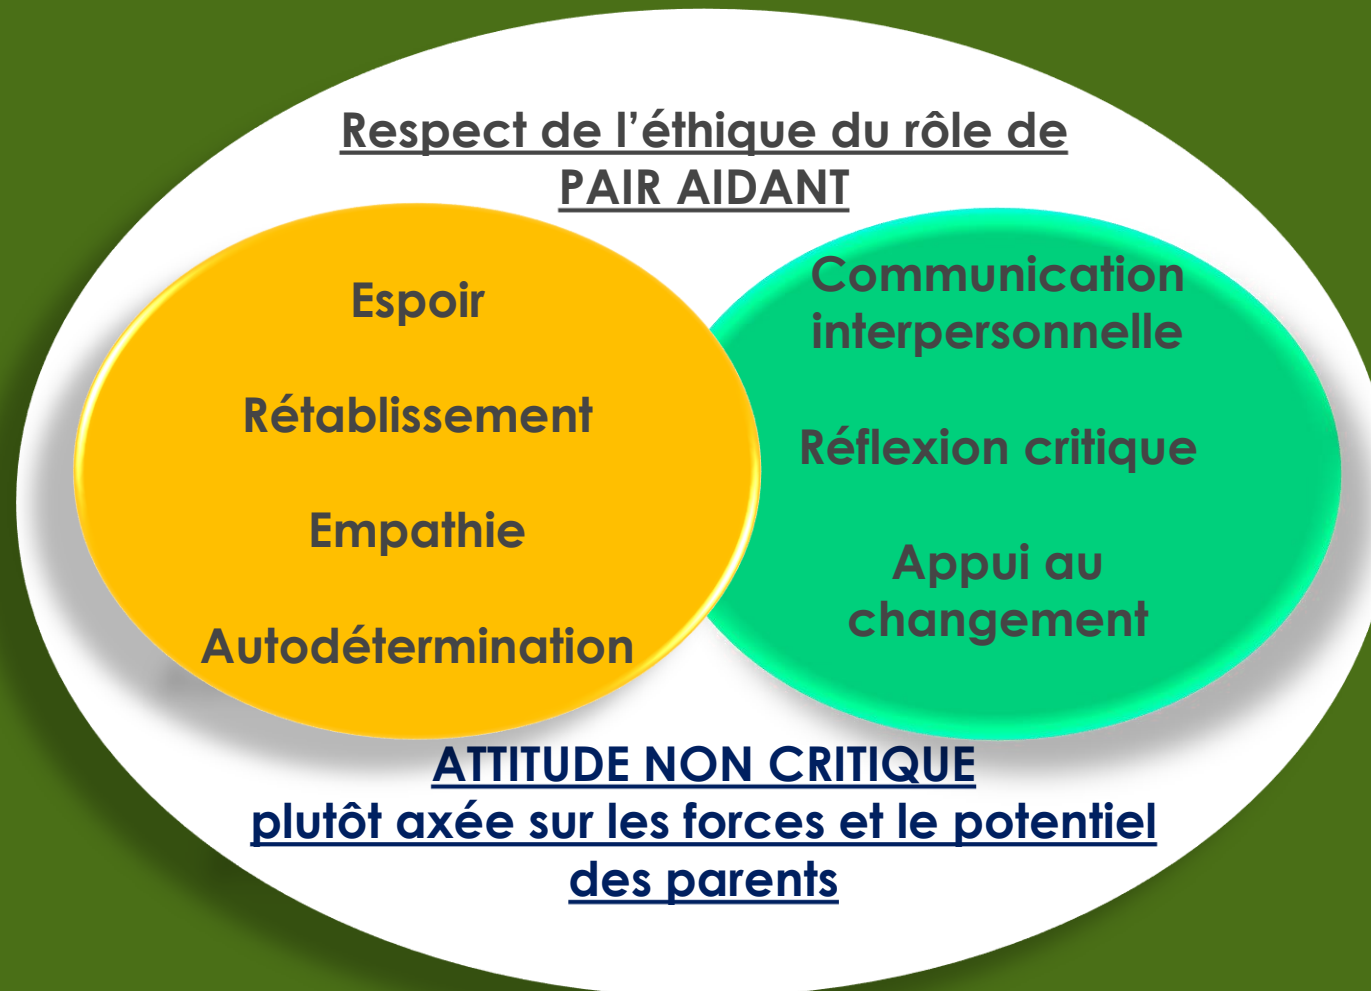 Respect de l’éthique du rôle de
PAIR AIDANT
Espoir
Rétablissement
Empathie
Autodétermination
Communication
interpersonnelle
Réflexion critique
Appui au
changement
ATTITUDE NON CRITIQUE
plutôt axée sur les forces et le potentiel
des parents